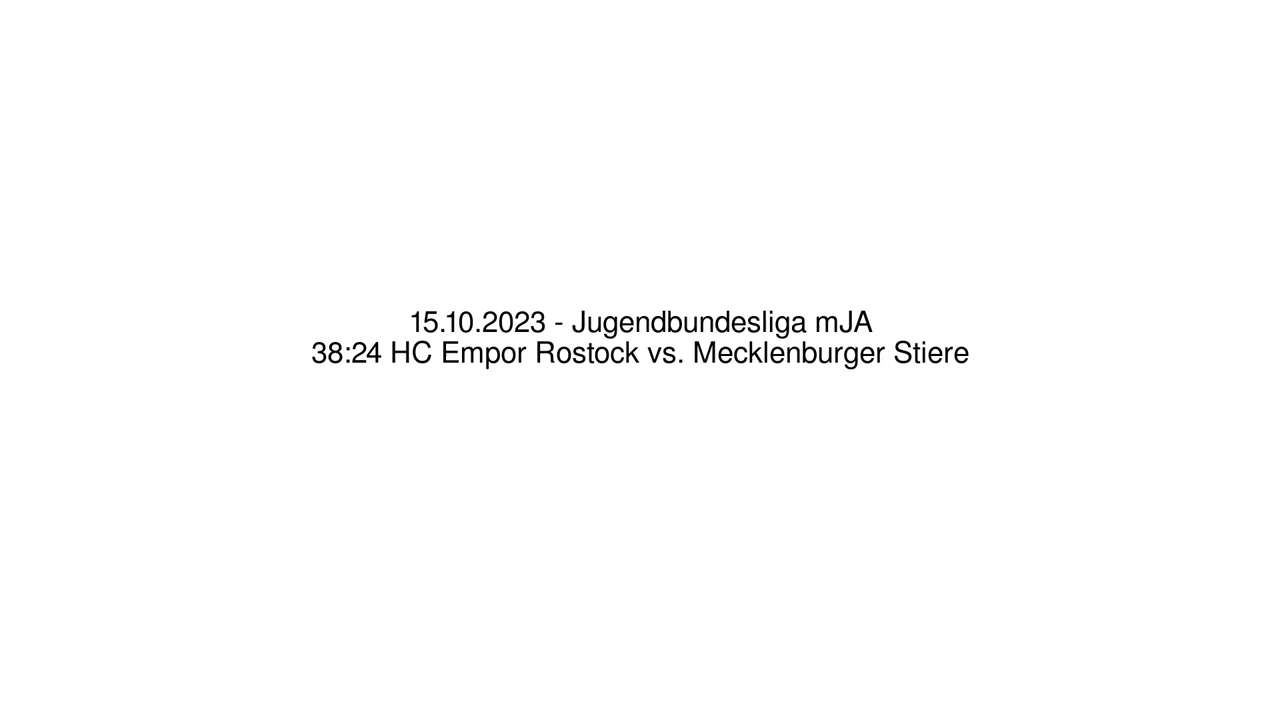 15.10.2023 - Jugendbundesliga mJA
38:24 HC Empor Rostock vs. Mecklenburger Stiere